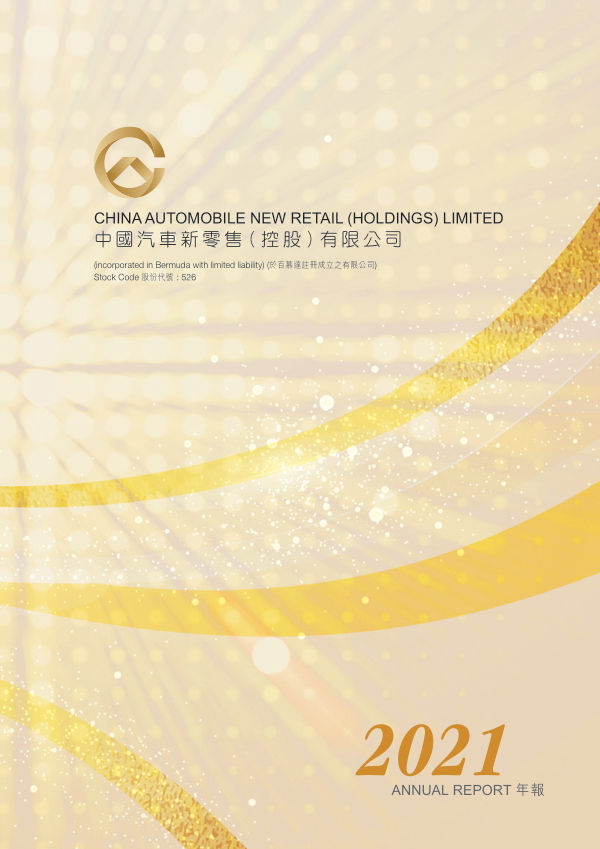 CHINA AUTOMOBILE NEW RETAIL (HOLDINGS) LIMITED
中國汽車新零售（控股）有限公司
(incorporated in Bermuda with limited liability) (於百慕達註冊成立之有限公司)
Stock Code 股份代號 : 526
2021
ANNUAL REPORT 年報